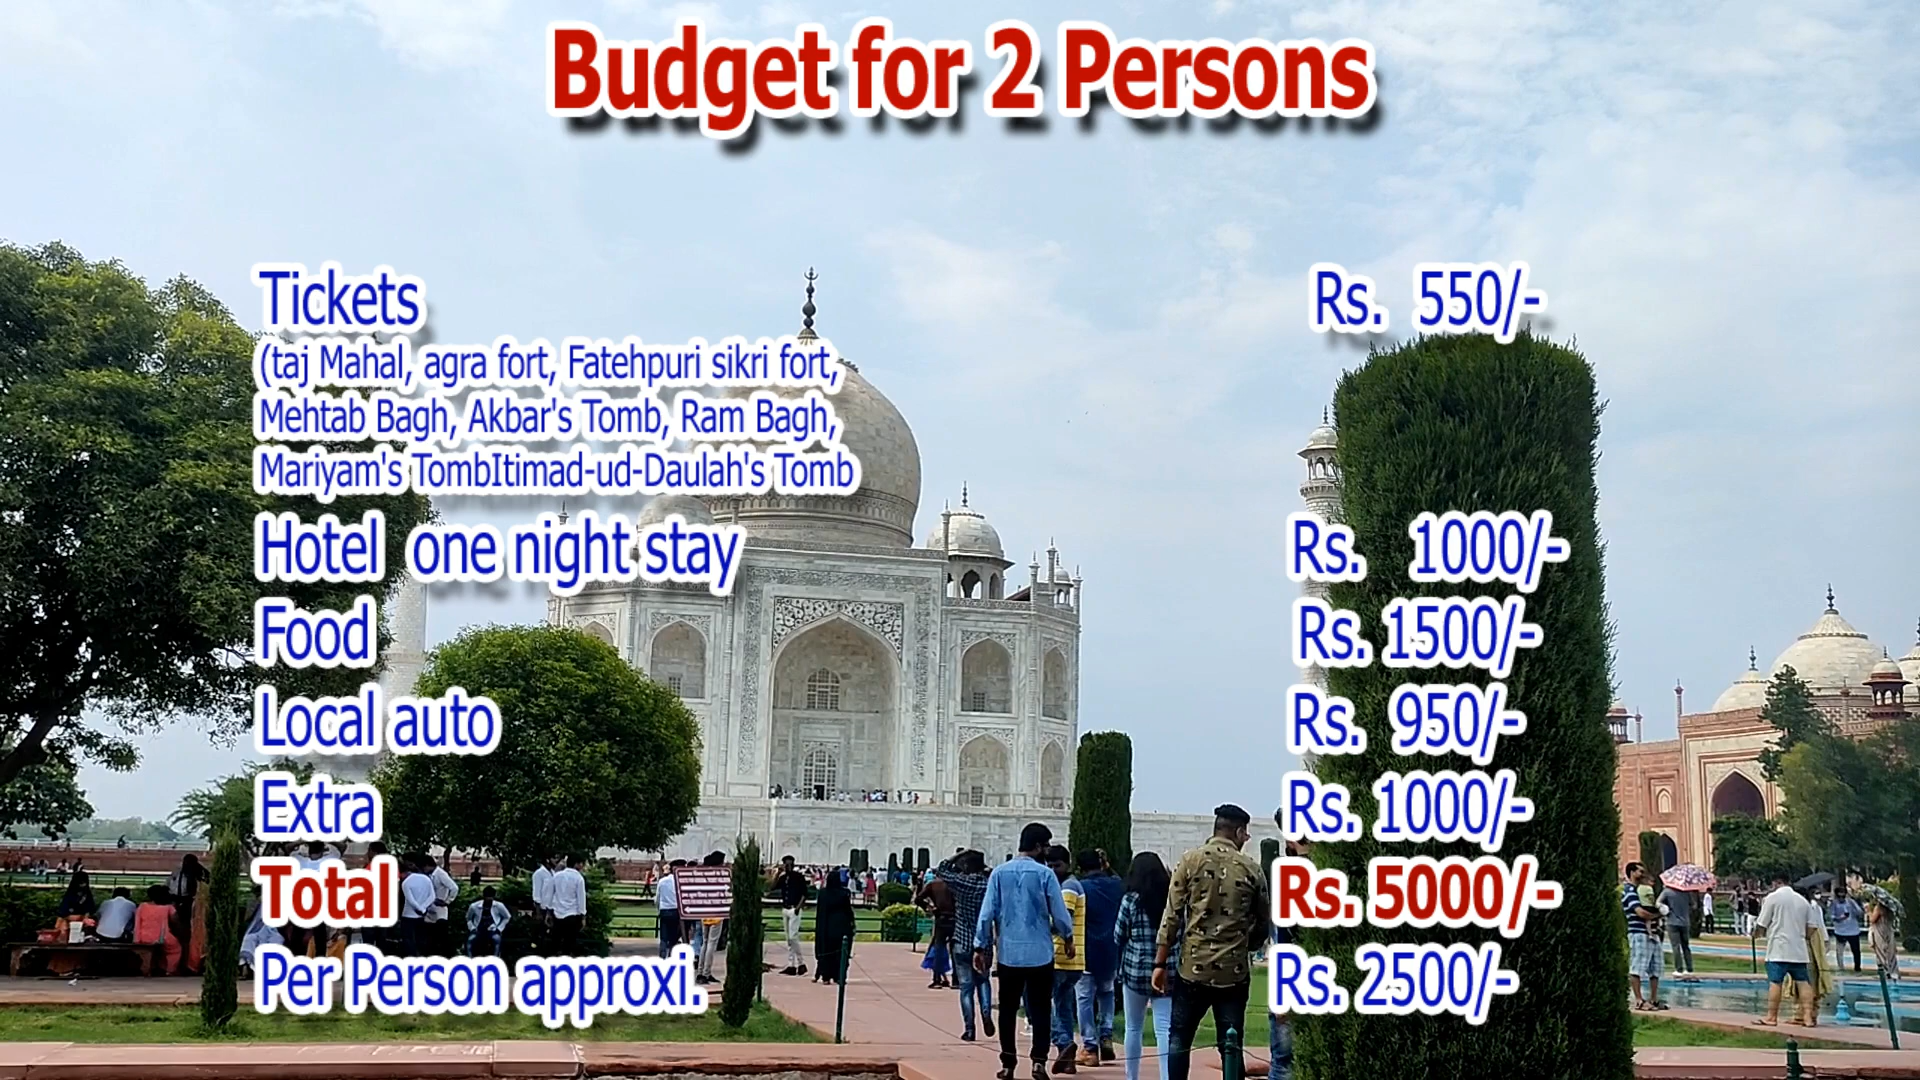 Budget for 2 Persons
Tickets Rs. 550/-
(taj Mahal, agra fort, Fatehpuri sikri fort,
Mehtab Bagh, Akbar's Tomb, Ram Bagh,
Mariyam's TombItimad-ud-Daulah's Tomb
Hotel one night stay Rs. 1000/-
Food Rs. 1500/-
Local auto Rs. 950/-
Extra Rs. 1000/-
Total Rs. 5000/-
Per Person approxi. Rs. 2500/-